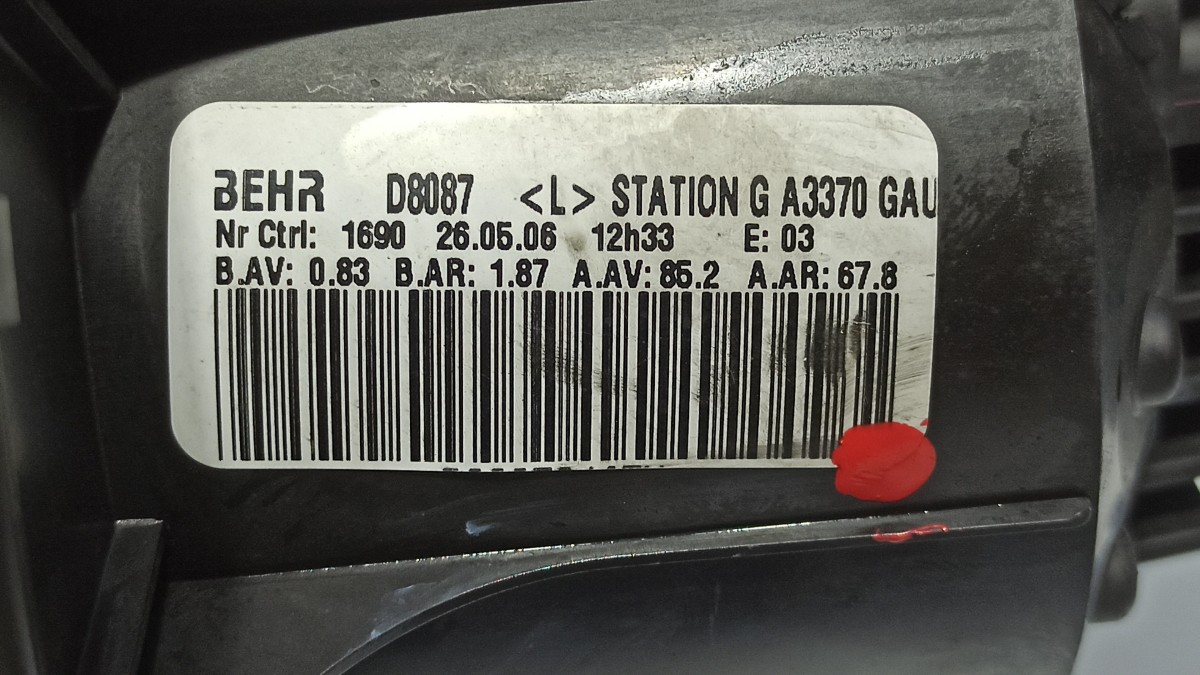 BEHR D8087 <L> STATION G A3370 GAU
Nr Ctrl: 1690 26.05.06 12h33 E: 03
B.AV: 0.83 B.AR: 1.87 A.AV: 85.2 A.AR: 67.8